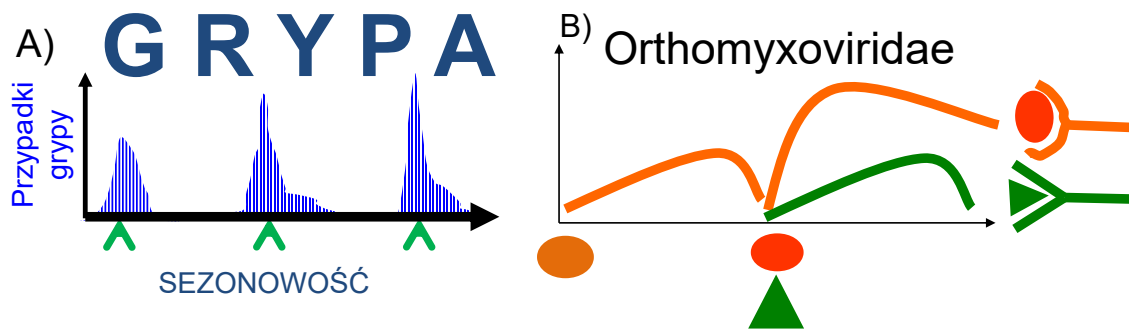 A)
G R Y P A
Przypadki
grypy
SEZONOWOŚĆ
B)
Orthomyxoviridae